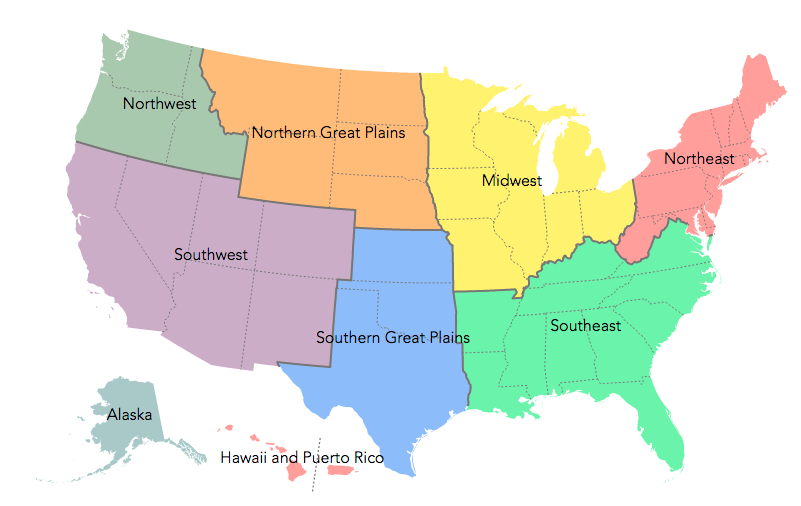 Northwest
Northern Great Plains
Northeast
Midwest
Southwest
Southeast
Southern Great Plains
Alaska
Hawaii and Puerto Rico